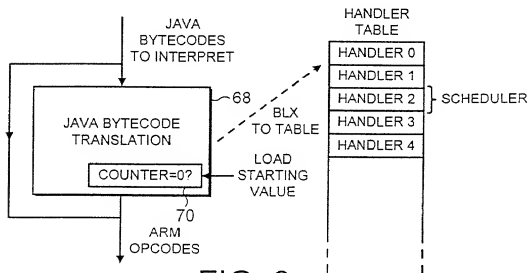 JAVA
BYTECODES
TO INTERPRET
HANDLER
TABLE
HANDLER 0
HANDLER 1
HANDLER 2
HANDLER 3
HANDLER 4
SCHEDULER
68
JAVA BYTECODE
TRANSLATION
BLX
TO TABLE
COUNTER=0?
LOAD
STARTING
VALUE
70
ARM
OPCODES